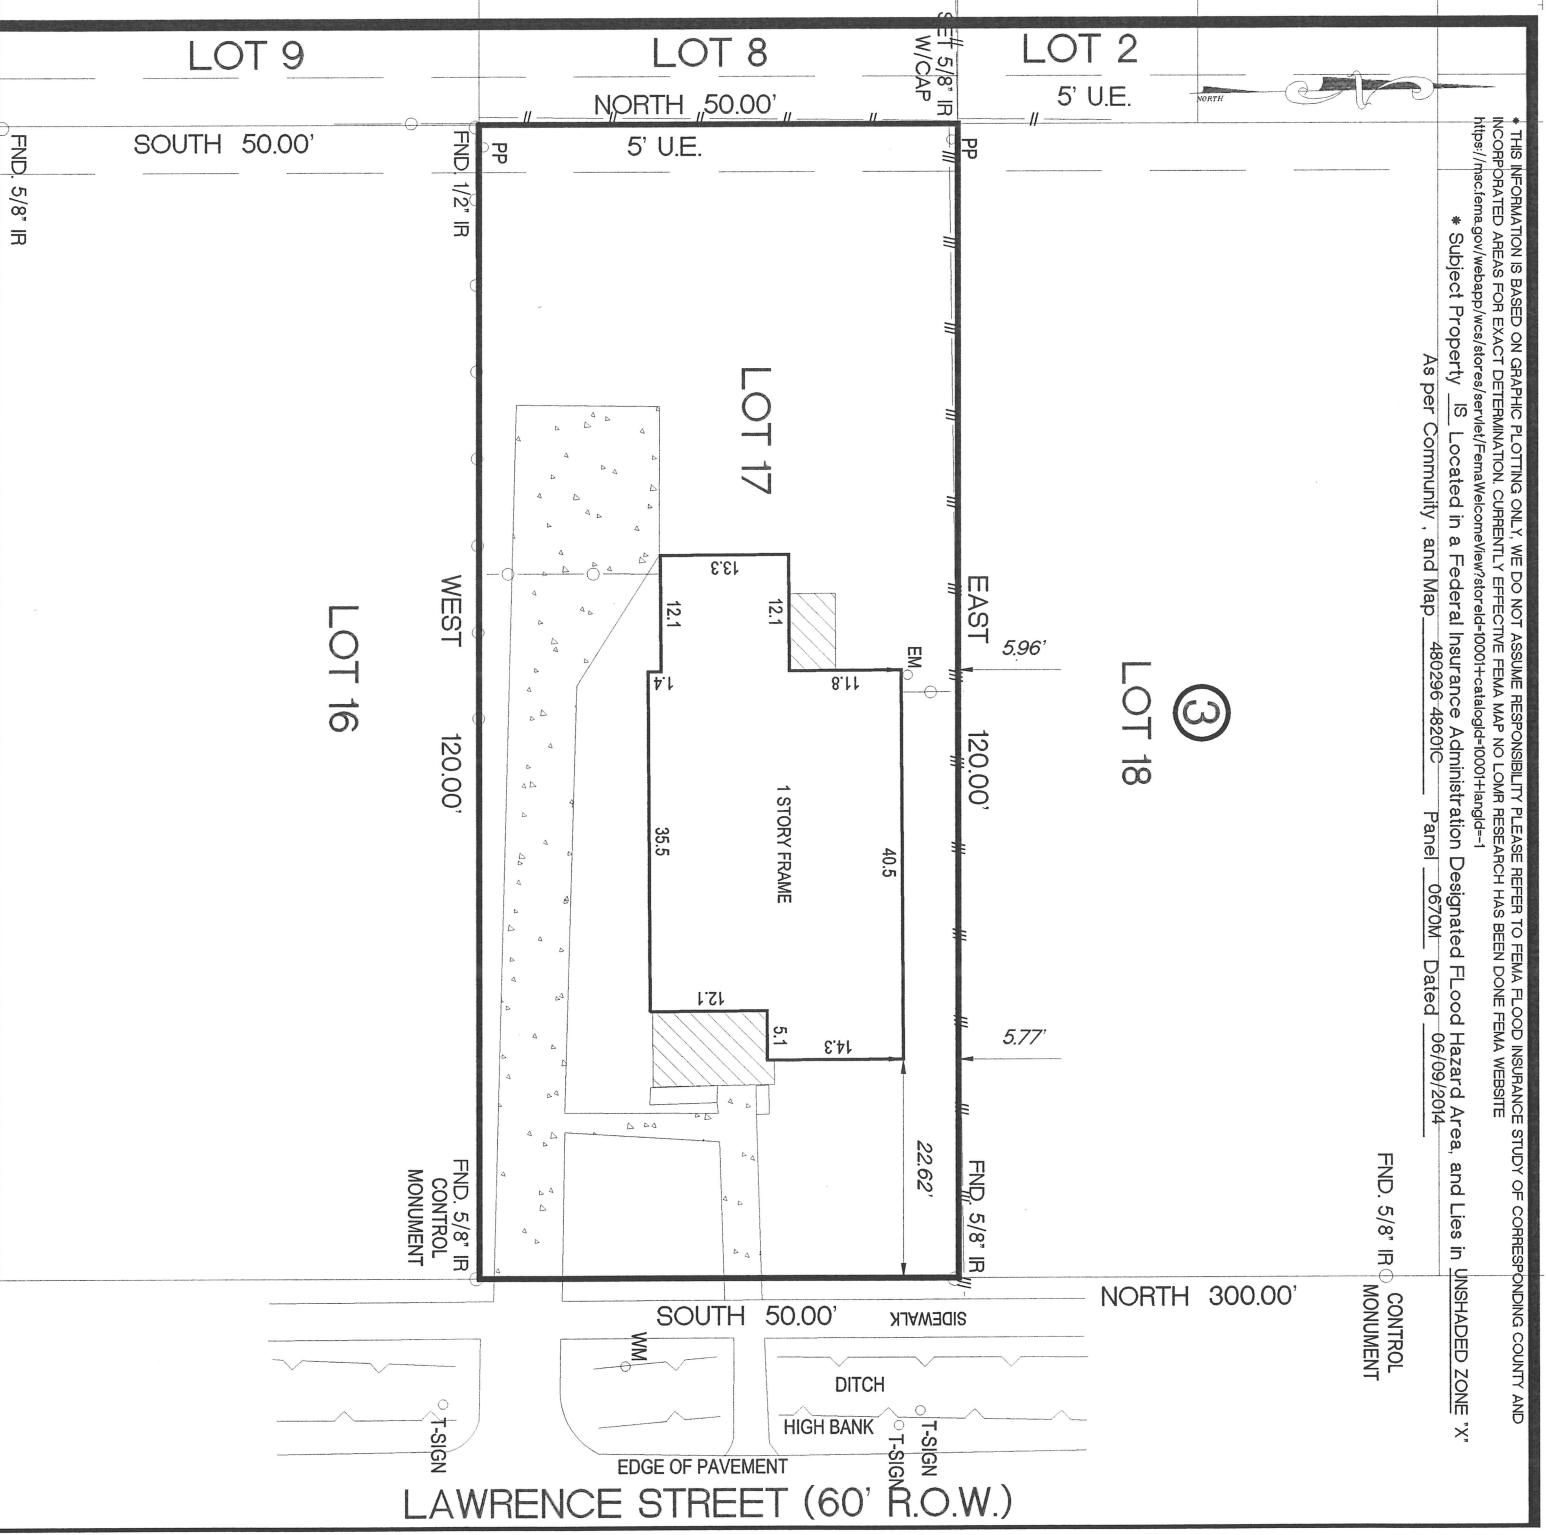 LOT 9
LOT 8
LOT 2
SET 5/8" IR
W/CAP
NORTH
NORTH 50.00'
5' U.E.
SOUTH 50.00'
5' U.E.
PP
PP
FND. 5/8" IR
FND. 1/2" IR
* THIS INFORMATION IS BASED ON GRAPHIC PLOTTING ONLY, WE DO NOT ASSUME RESPONSIBILITY PLEASE REFER TO FEMA FLOOD INSURANCE STUDY OF CORRESPONDING COUNTY AND
INCORPORATED AREAS FOR EXACT DETERMINATION. CURRENTLY EFFECTIVE FEMA MAP NO LOMR RESEARCH HAS BEEN DONE FEMA WEBSITE
https://msc.fema.gov/webapp/wcs/stores/servlet/FemaWelcomeView?storeId=10001+catalogId=10001+langId=-1
* Subject Property IS Located in a Federal Insurance Administration Designated FLood Hazard Area, and Lies in UNSHADED ZONE "X"
As per Community , and Map 480296 48201C Panel 0670M Dated 06/09/2014
LOT 17
13.3
12.1
12.1
EM
11.8
1.4
5.96'
EAST 120.00'
WEST 120.00'
LOT 16
LOT 18
3
1 STORY FRAME
35.5
40.5
12.1
5.1
14.3
5.77'
22.62'
FND. 5/8" IR
CONTROL
MONUMENT
FND. 5/8" IR
FND. 5/8" IR
CONTROL
MONUMENT
NORTH 300.00'
SOUTH 50.00'
SIDEWALK
WM
DITCH
HIGH BANK
T-SIGN
T-SIGN
T-SIGN
EDGE OF PAVEMENT
LAWRENCE STREET (60' R.O.W.)